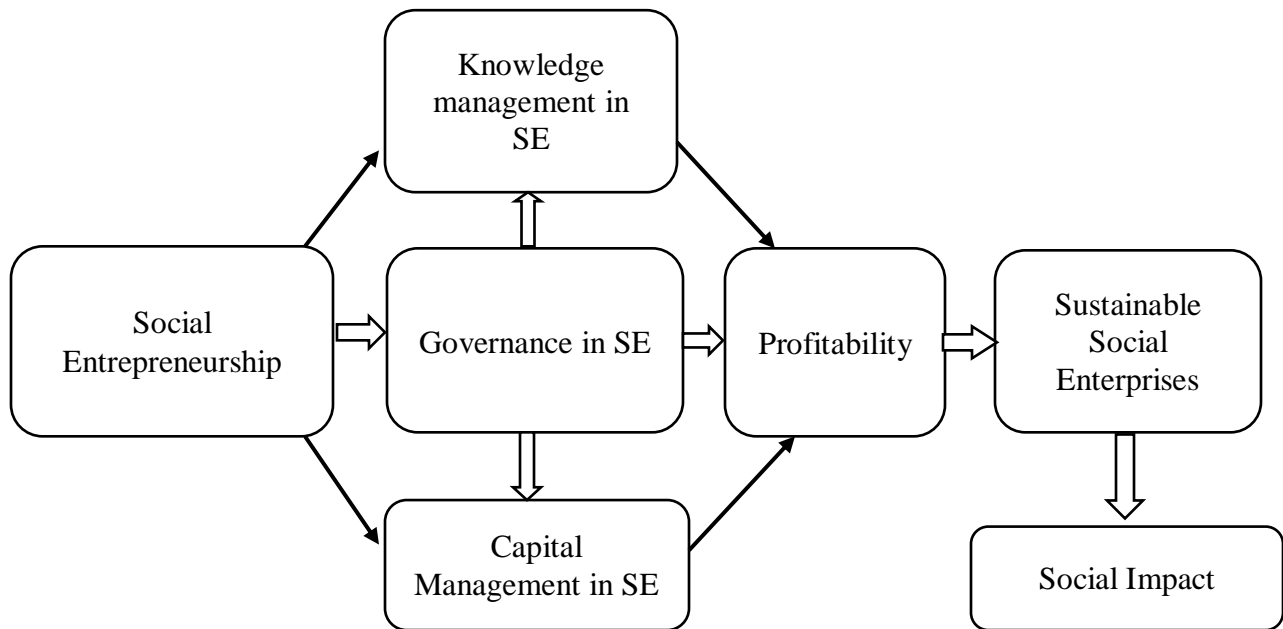 Knowledge
management in
SE
Social
Entrepreneurship
Governance in SE
Profitability
Sustainable
Social
Enterprises
Capital
Management in SE
Social Impact